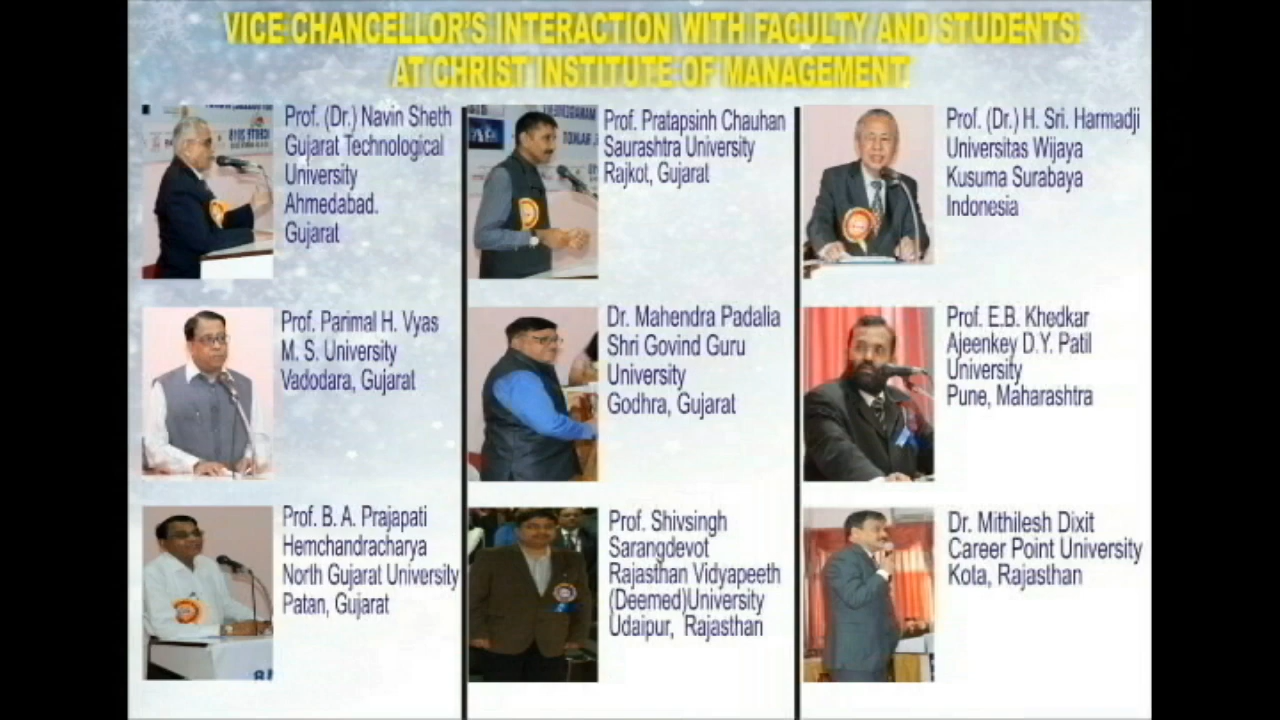 VICE CHANCELLOR'S INTERACTION WITH FACULTY AND STUDENTS
AT CHRIST INSTITUTE OF MANAGEMENT
Prof. (Dr.) Navin Sheth
Gujarat Technological
University
Ahmedabad.
Gujarat
Prof. Pratapsinh Chauhan
Saurashtra University
Rajkot, Gujarat
Prof. (Dr.) H. Sri. Harmadji
Universitas Wijaya
Kusuma Surabaya
Indonesia
Prof. Parimal H. Vyas
M. S. University
Vadodara, Gujarat
Dr. Mahendra Padalia
Shri Govind Guru
University
Godhra, Gujarat
Prof. E.B. Khedkar
Ajeenkey D.Y. Patil
University
Pune, Maharashtra
Prof. B. A. Prajapati
Hemchandracharya
North Gujarat University
Patan, Gujarat
Prof. Shivsingh
Sarangdevot
Rajasthan Vidyapeeth
(Deemed)University
Udaipur, Rajasthan
Dr. Mithilesh Dixit
Career Point University
Kota, Rajasthan